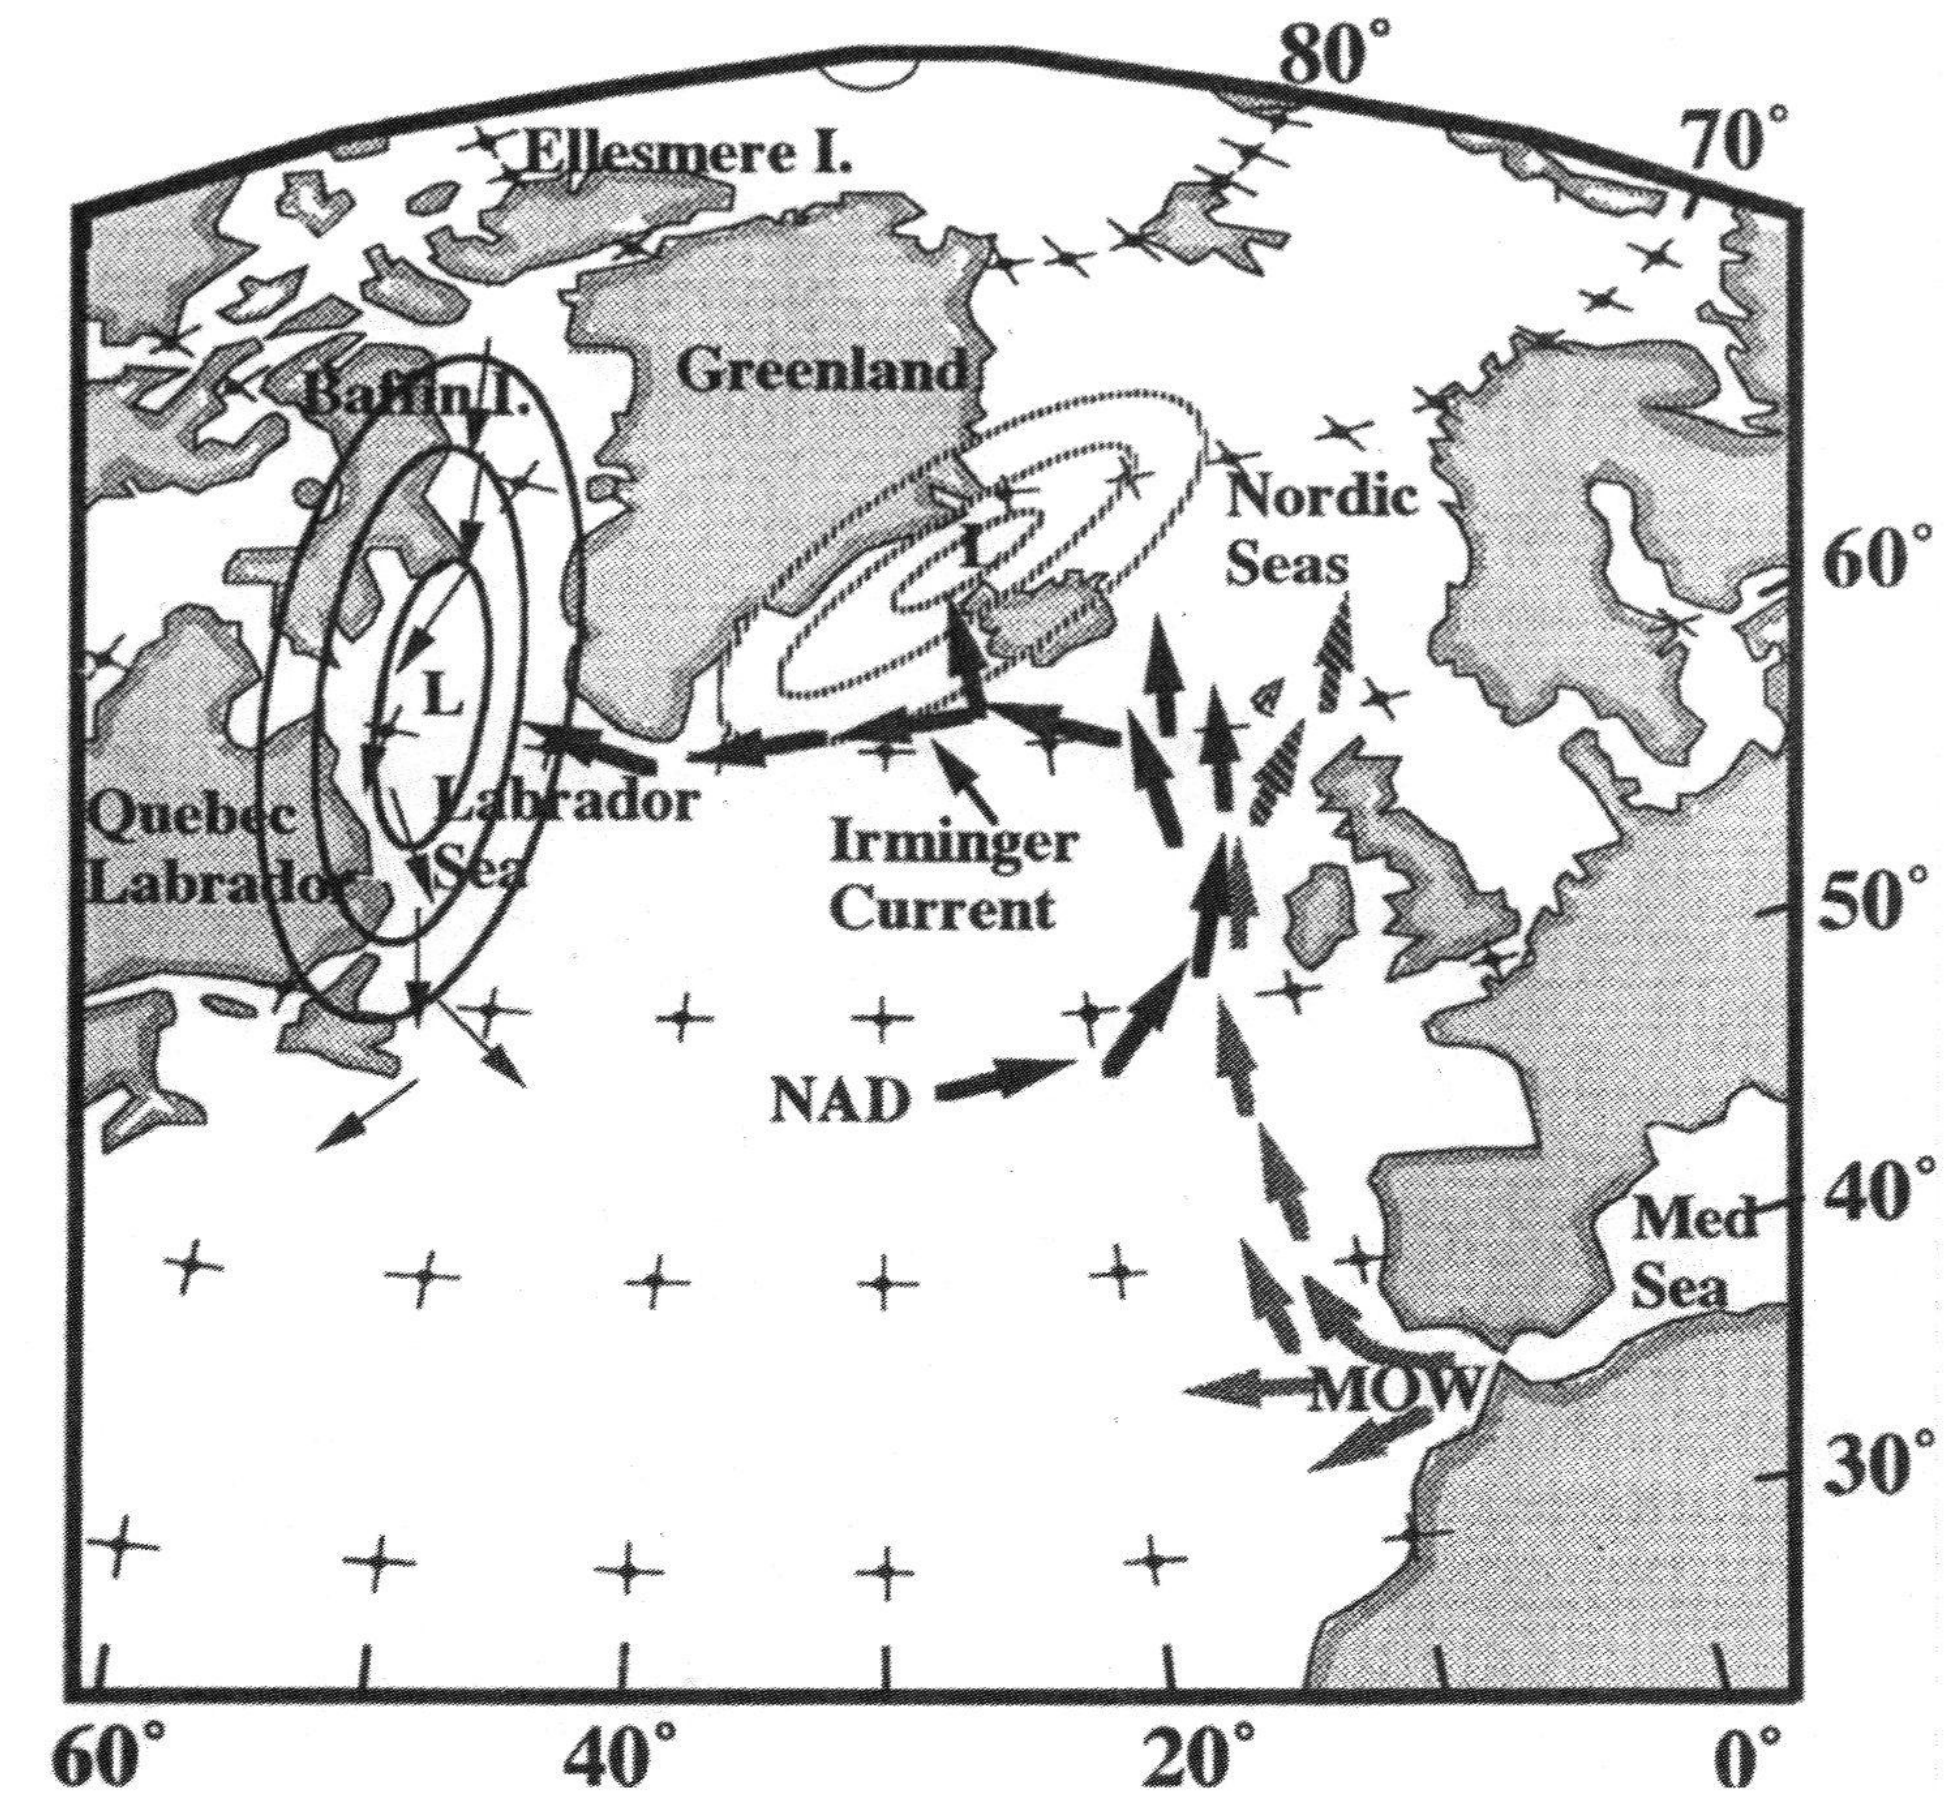 80°
70°
Ellesmere I.
Greenland
Baffin I.
Nordic
Seas
60°
L
L
Quebec
Labrador
Labrador
Sea
Irminger
Current
50°
NAD
40°
Med
Sea
MOW
30°
60°
40°
20°
0°